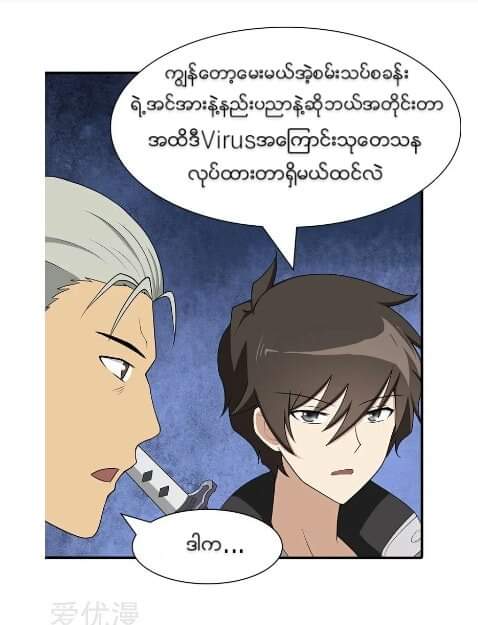 ကျွန်တော့မေးမယ်အဲ့စမ်းသပ်စခန်း
ရဲ့အင်အားနဲ့နည်းပညာနဲ့ဆိုဘယ်အတိုင်းတာ
အထိဒီVirusအကြောင်းသုတေသန
လုပ်ထားတာရှိမယ်ထင်လဲ
ဒါက...
爱优漫